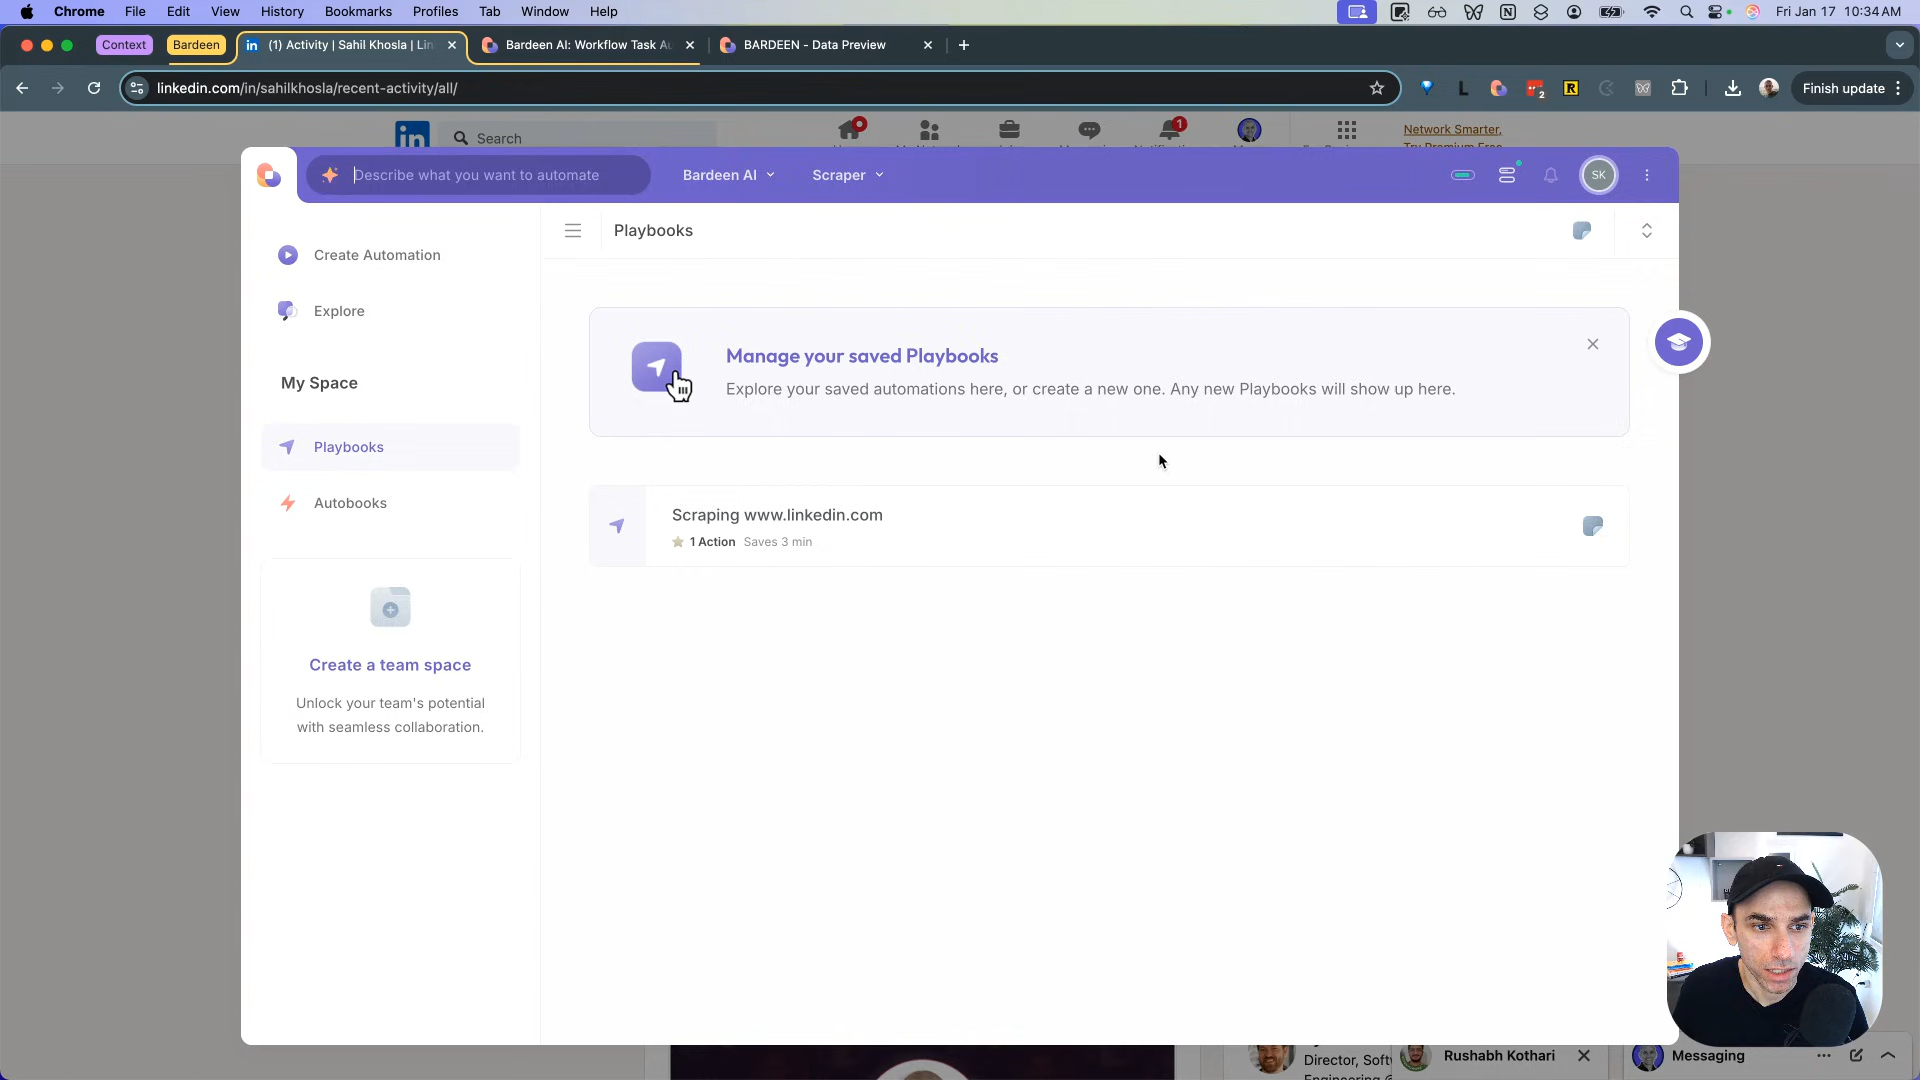 Chrome File Edit View History Bookmarks Profiles Tab Window Help
Fri Jan 17 10:34 AM
Context
Bardeen
(1) Activity | Sahil Khosla | Lin
Bardeen AI: Workflow Task Au
BARDEEN - Data Preview
linkedin.com/in/sahilkhosla/recent-activity/all/
2
Finish update
in
Search
1
Network Smarter,
Try Premium Free
Describe what you want to automate
Bardeen AI
Scraper
SK
Create Automation
Explore
My Space
Playbooks
Autobooks
Create a team space
Unlock your team's potential
with seamless collaboration.
Playbooks
Manage your saved Playbooks
Explore your saved automations here, or create a new one. Any new Playbooks will show up here.
Scraping www.linkedin.com
1 Action Saves 3 min
Director, Softw
Engineering
Rushabh Kothari
Messaging